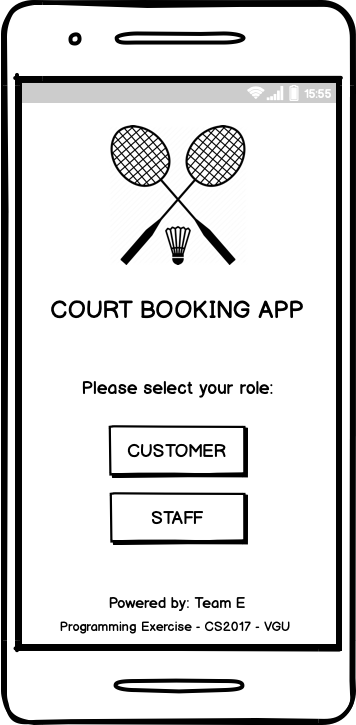 15:55
COURT BOOKING APP
Please select your role:
CUSTOMER
STAFF
Powered by: Team E
Programming Exercise - CS2017 - VGU